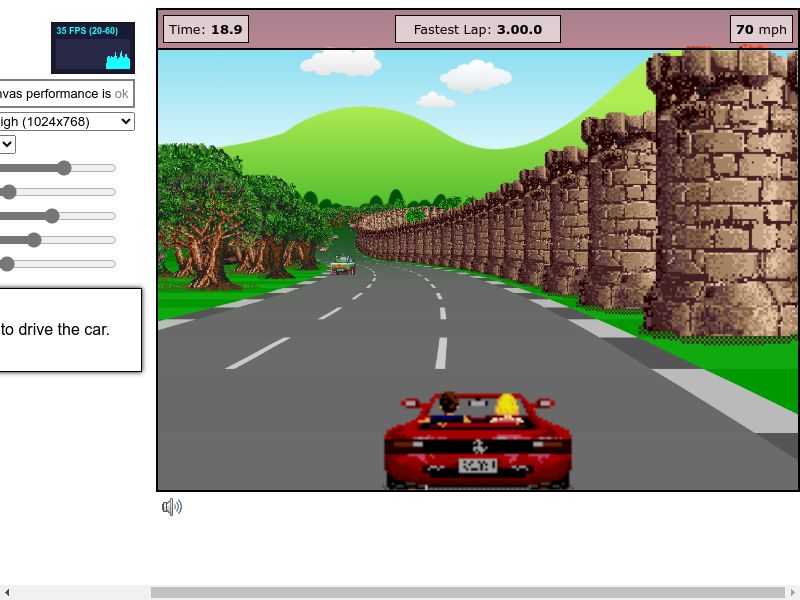 35 FPS (20-60)
nvas performance is ok
igh (1024x768)
to drive the car.
Time: 18.9
Fastest Lap: 3.00.0
70 mph